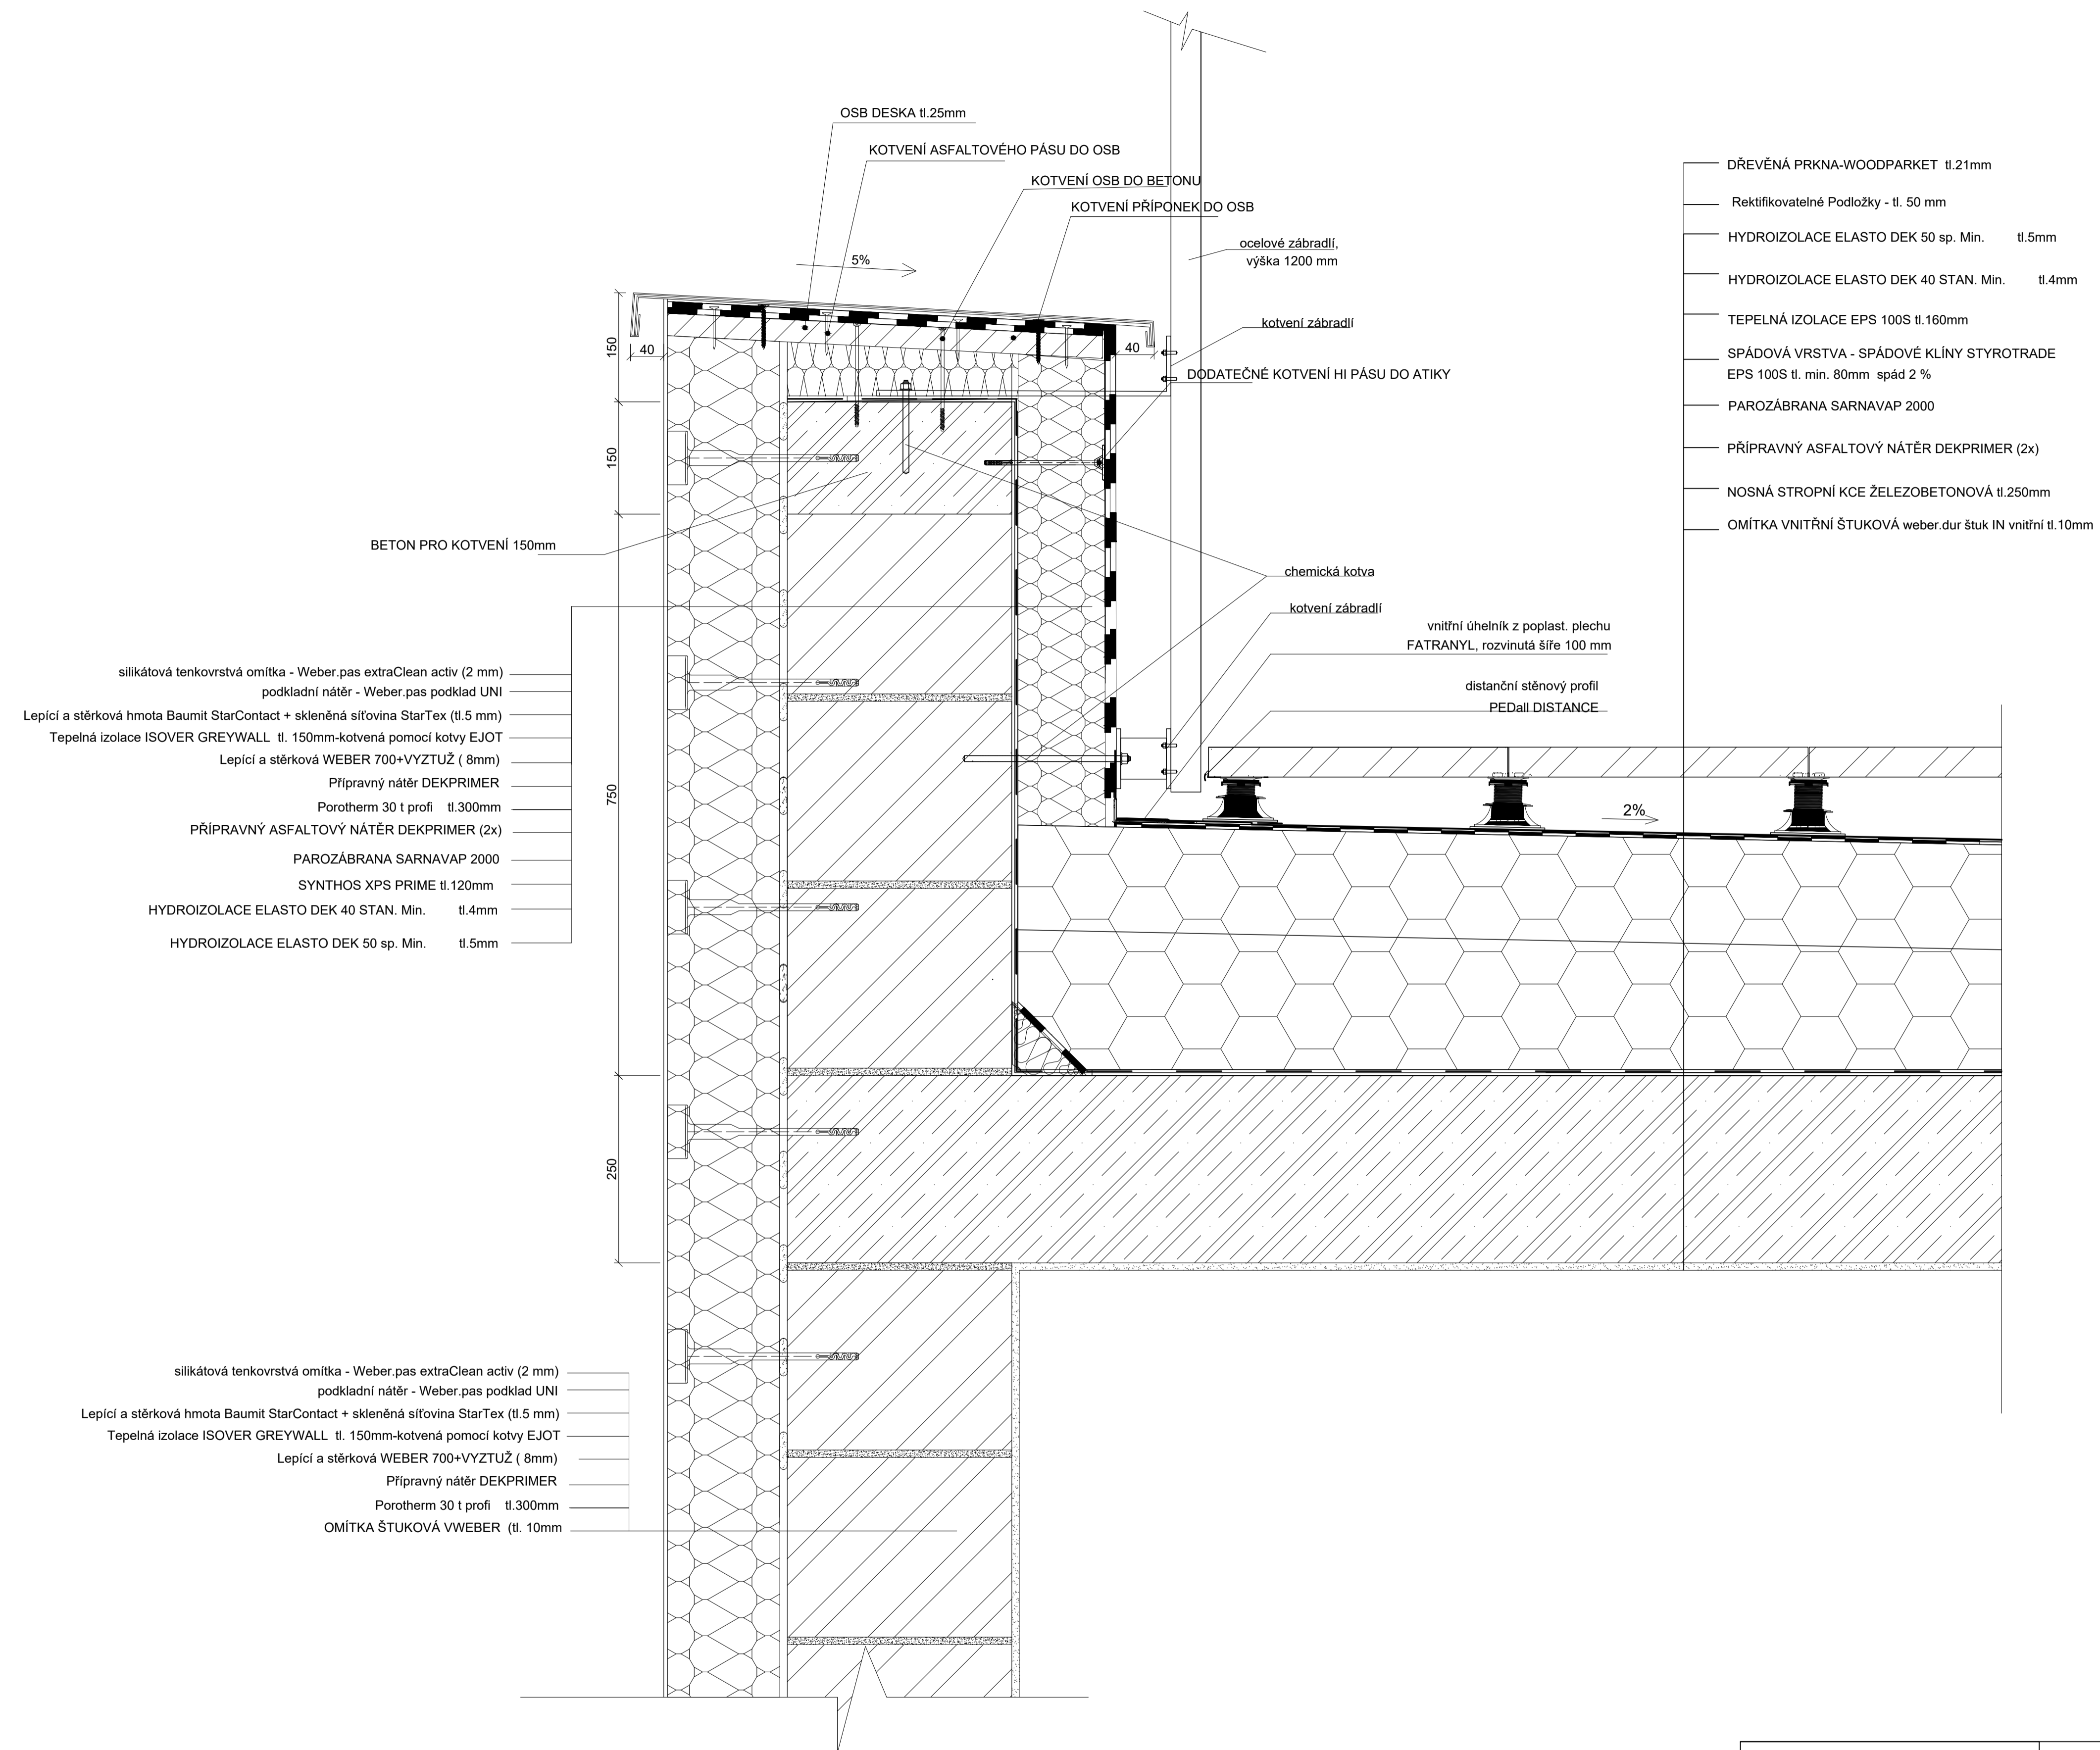 OSB DESKA tl.25mm
KOTVENÍ ASFALTOVÉHO PÁSU DO OSB
KOTVENÍ OSB DO BETONU
KOTVENÍ PŘÍPONEK DO OSB
ocelové zábradlí,
výška 1200 mm
5%
kotvení zábradlí
40
40
DODATEČNÉ KOTVENÍ HI PÁSU DO ATIKY
150
150
750
250
BETON PRO KOTVENÍ 150mm
chemická kotva
kotvení zábradlí
vnitřní úhelník z poplast. plechu
FATRANYL, rozvinutá šíře 100 mm
distanční stěnový profil
PEDall DISTANCE
2%
DŘEVĚNÁ PRKNA-WOODPARKET tl.21mm
Rektifikovatelné Podložky - tl. 50 mm
HYDROIZOLACE ELASTO DEK 50 sp. Min. tl.5mm
HYDROIZOLACE ELASTO DEK 40 STAN. Min. tl.4mm
TEPELNÁ IZOLACE EPS 100S tl.160mm
SPÁDOVÁ VRSTVA - SPÁDOVÉ KLÍNY STYROTRADE
EPS 100S tl. min. 80mm spád 2 %
PAROZÁBRANA SARNAVAP 2000
PŘÍPRAVNÝ ASFALTOVÝ NÁTĚR DEKPRIMER (2x)
NOSNÁ STROPNÍ KCE ŽELEZOBETONOVÁ tl.250mm
OMÍTKA VNITŘNÍ ŠTUKOVÁ weber.dur štuk IN vnitřní tl.10mm
silikátová tenkovrstvá omítka - Weber.pas extraClean activ (2 mm)
podkladní nátěr - Weber.pas podklad UNI
Lepící a stěrková hmota Baumit StarContact + skleněná síťovina StarTex (tl.5 mm)
Tepelná izolace ISOVER GREYWALL tl. 150mm-kotvená pomocí kotvy EJOT
Lepící a stěrková WEBER 700+VYZTUŽ ( 8mm)
Přípravný nátěr DEKPRIMER
Porotherm 30 t profi tl.300mm
PŘÍPRAVNÝ ASFALTOVÝ NÁTĚR DEKPRIMER (2x)
PAROZÁBRANA SARNAVAP 2000
SYNTHOS XPS PRIME tl.120mm
HYDROIZOLACE ELASTO DEK 40 STAN. Min. tl.4mm
HYDROIZOLACE ELASTO DEK 50 sp. Min. tl.5mm
silikátová tenkovrstvá omítka - Weber.pas extraClean activ (2 mm)
podkladní nátěr - Weber.pas podklad UNI
Lepící a stěrková hmota Baumit StarContact + skleněná síťovina StarTex (tl.5 mm)
Tepelná izolace ISOVER GREYWALL tl. 150mm-kotvená pomocí kotvy EJOT
Lepící a stěrková WEBER 700+VYZTUŽ ( 8mm)
Přípravný nátěr DEKPRIMER
Porotherm 30 t profi tl.300mm
OMÍTKA ŠTUKOVÁ VWEBER (tl. 10mm